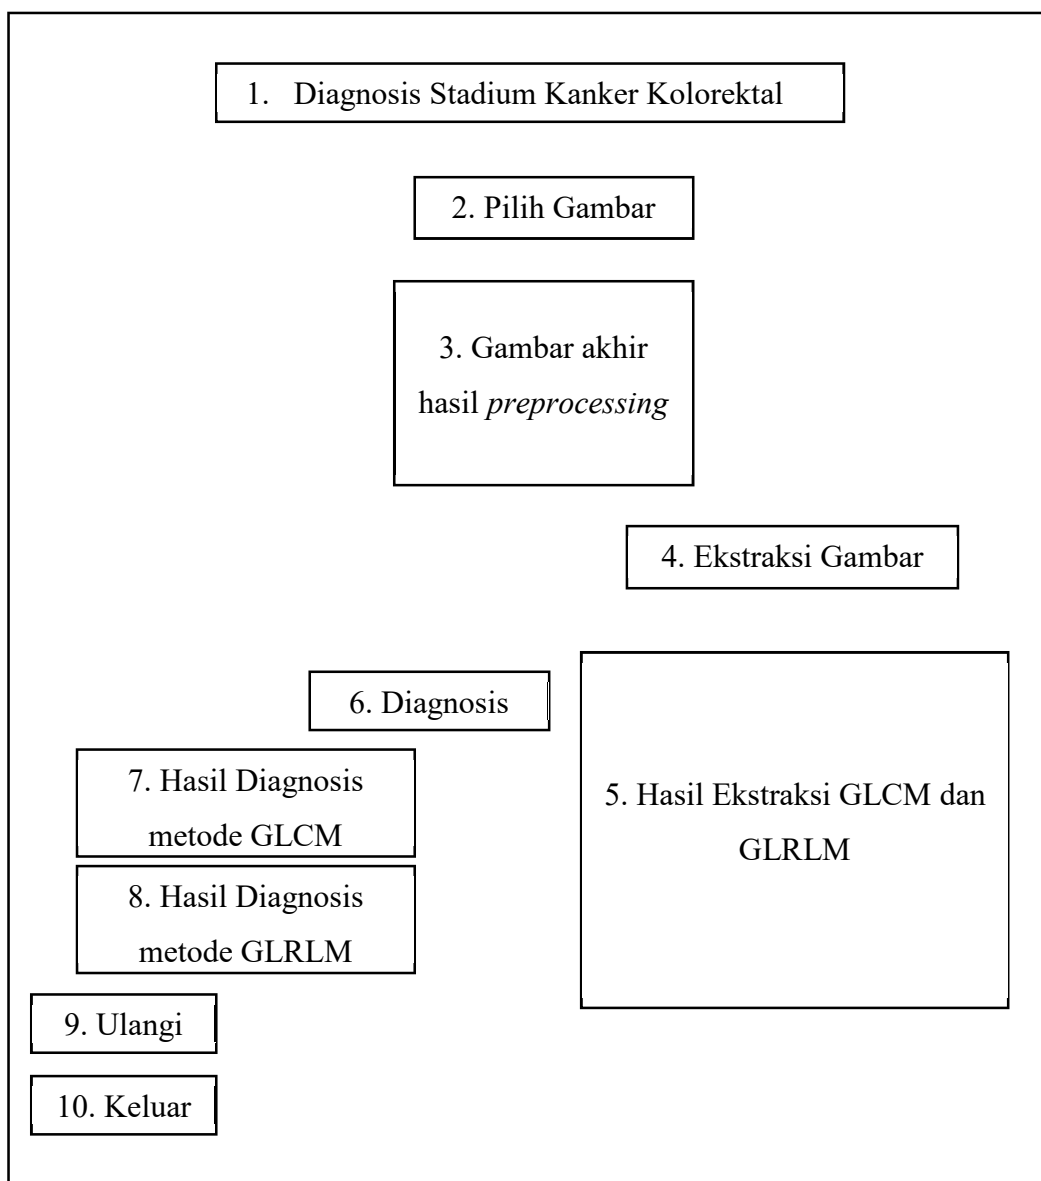 1. Diagnosis Stadium Kanker Kolorektal
2. Pilih Gambar
3. Gambar akhir
hasil preprocessing
4. Ekstraksi Gambar
5. Hasil Ekstraksi GLCM dan
GLRLM
6. Diagnosis
7. Hasil Diagnosis
metode GLCM
8. Hasil Diagnosis
metode GLRLM
9. Ulangi
10. Keluar